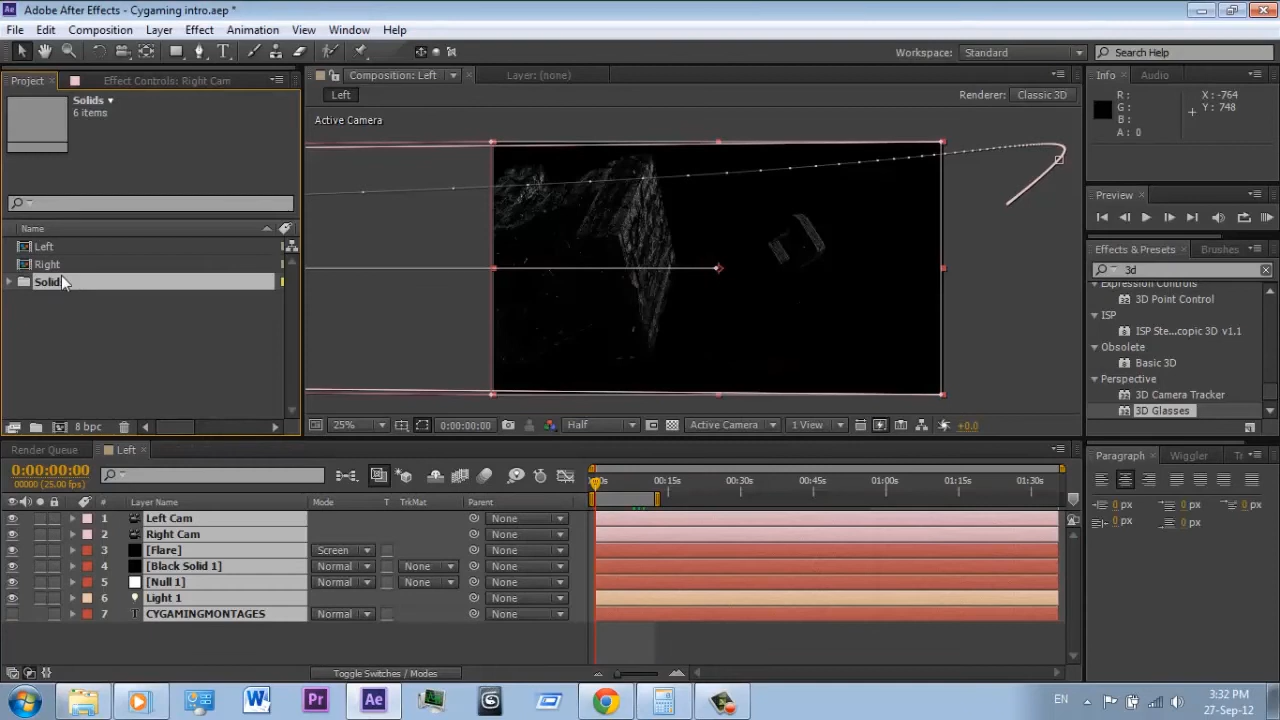 Adobe After Effects - Cygaming intro.aep *
File Edit Composition Layer Effect Animation View Window Help
Workspace: Standard Search Help
Project Effect Controls: Right Cam Composition: Left Layer: (none) Info Audio
Solids
6 items
Left Renderer: Classic 3D
Active Camera
R :
G :
B :
A : 0
X : -764
Y : 748
Preview
Effects & Presets Brushes
3d
Expression Controls
3D Point Control
ISP
ISP Ste...copic 3D v1.1
Obsolete
Basic 3D
Perspective
3D Camera Tracker
3D Glasses
Name
Left
Right
Solid
8 bpc
25% 0:00:00:00 Half Active Camera 1 View +0.0
Render Queue Left
0:00:00:00
00000 (25.00 fps)
Layer Name Mode T TrkMat Parent
00:15s 00:30s 00:45s 01:00s 01:15s 01:30s
1 Left Cam None
2 Right Cam None
3 [Flare] Screen None
4 [Black Solid 1] Normal None None
5 [Null 1] Normal None None
6 Light 1 None
7 T CYGAMINGMONTAGES Normal None
Toggle Switches / Modes
Paragraph Wiggler
0 px 0 px 0 px
0 px 0 px
W Pr Ae
EN
3:32 PM
27-Sep-12